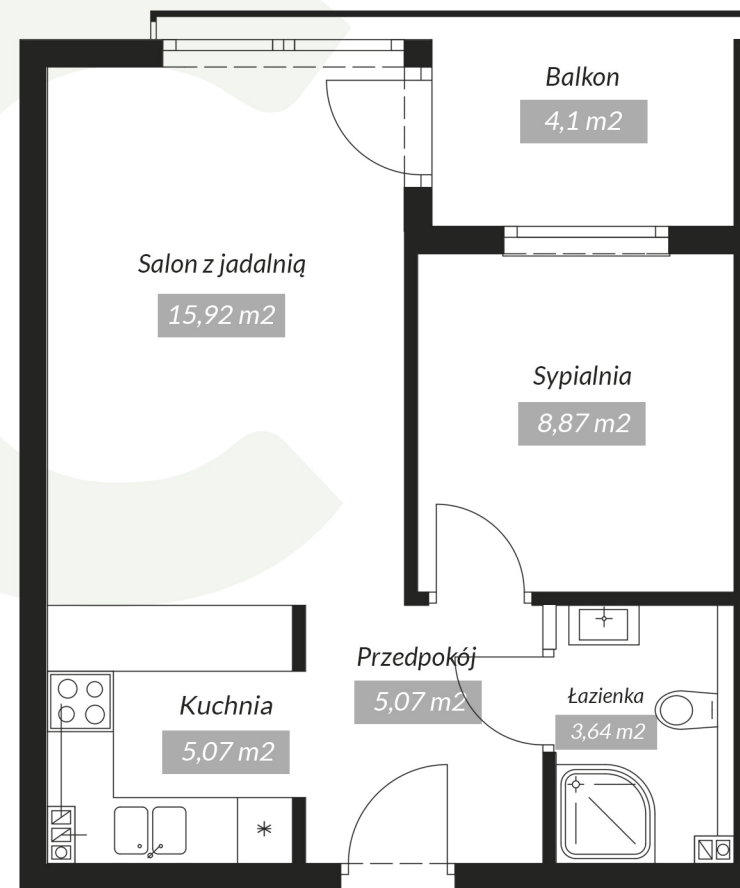 Balkon
4,1 m2
Salon z jadalnią
15,92 m2
Sypialnia
8,87 m2
Przedpokój
5,07 m2
Kuchnia
5,07 m2
Łazienka
3,64 m2